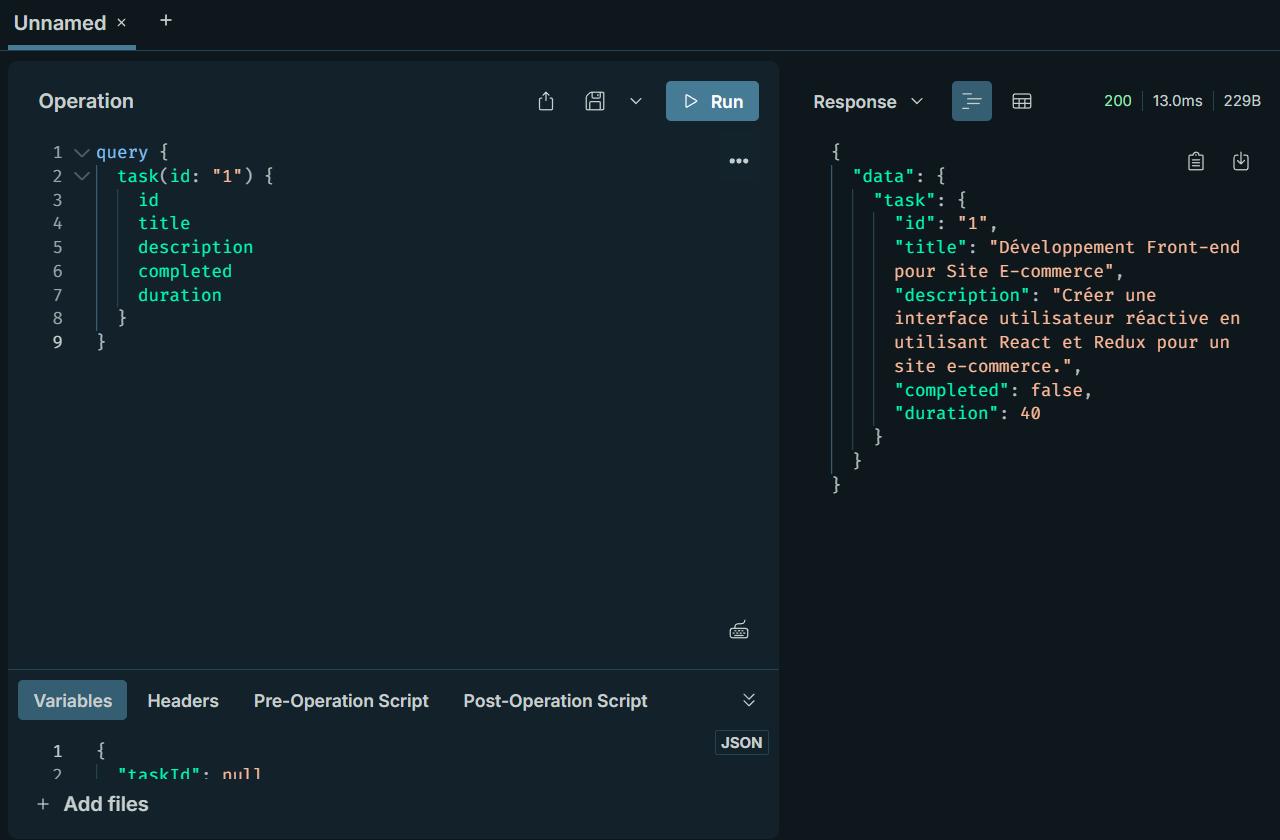 Unnamed × +
Operation
Run
1 query {
2 task(id: "1") {
3 id
4 title
5 description
6 completed
7 duration
8 }
9 }
Variables Headers Pre-Operation Script Post-Operation Script
JSON
1 {
2 "taskId": null
+ Add files
Response
200 13.0ms 229B
{
"data": {
"task": {
"id": "1",
"title": "Développement Front-end
pour Site E-commerce",
"description": "Créer une
interface utilisateur réactive en
utilisant React et Redux pour un
site e-commerce.",
"completed": false,
"duration": 40
}
}
}